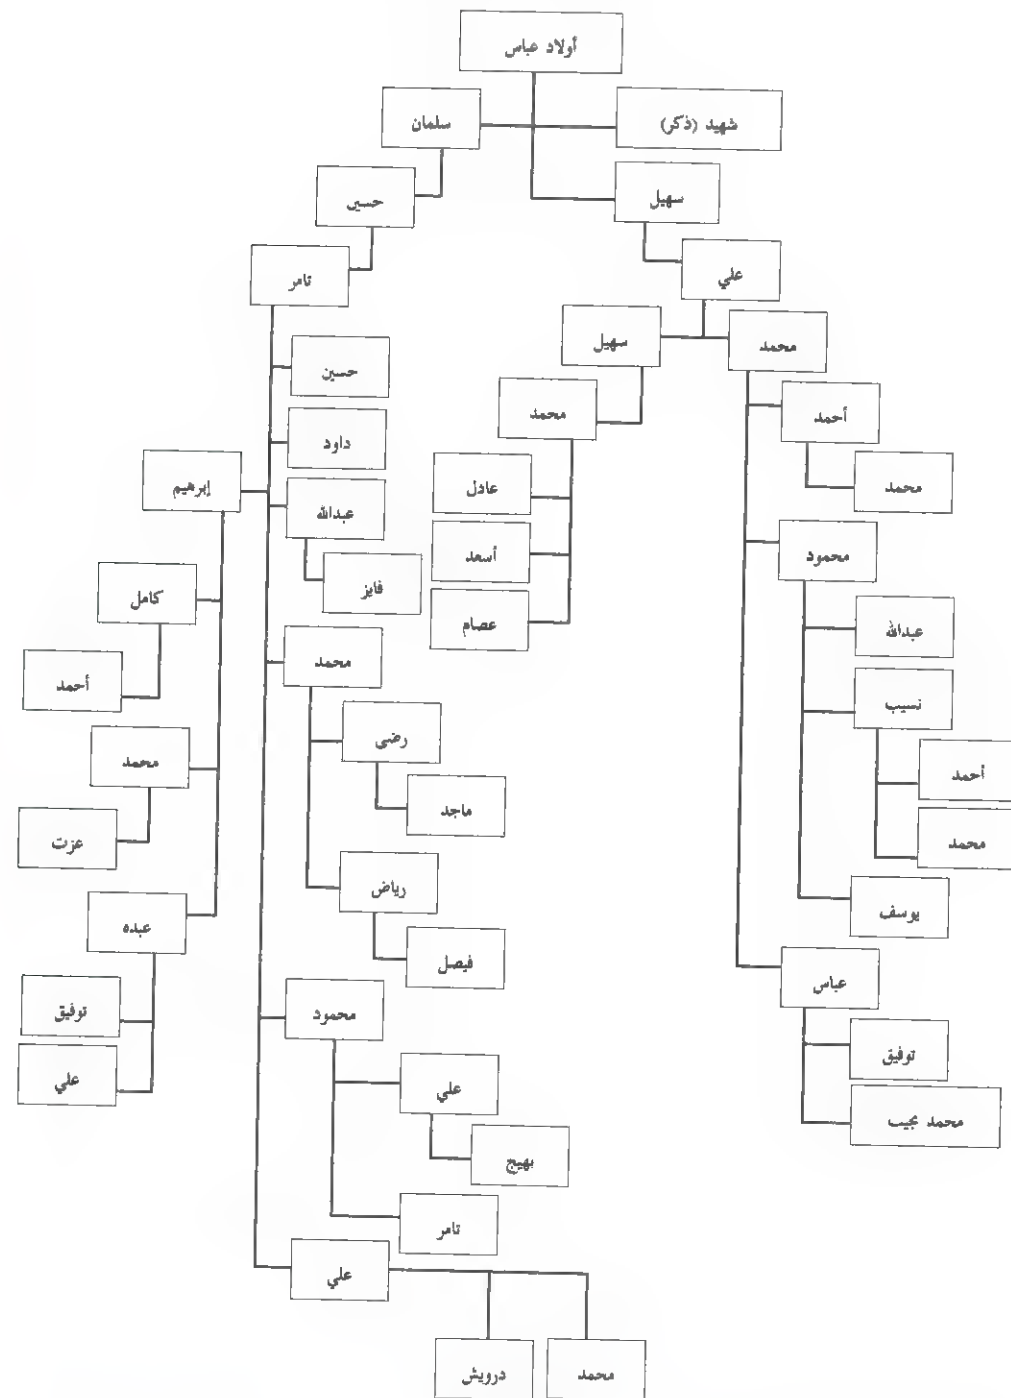 أولاد عباس
شهيد (ذكر)
سلمان
سهيل
حسين
علي
تامر
محمد
سهيل
حسين
أحمد
محمد
داود
محمد
عادل
إبرهيم
عبدالله
محمود
أسعد
فايز
كامل
عصام
عبدالله
محمد
أحمد
نسيب
رضى
أحمد
محمد
ماجد
عزت
محمد
رياض
يوسف
عبده
فيصل
عباس
محمود
توفيق
توفيق
علي
علي
محمد نجيب
بهيج
تامر
علي
محمد
درويش